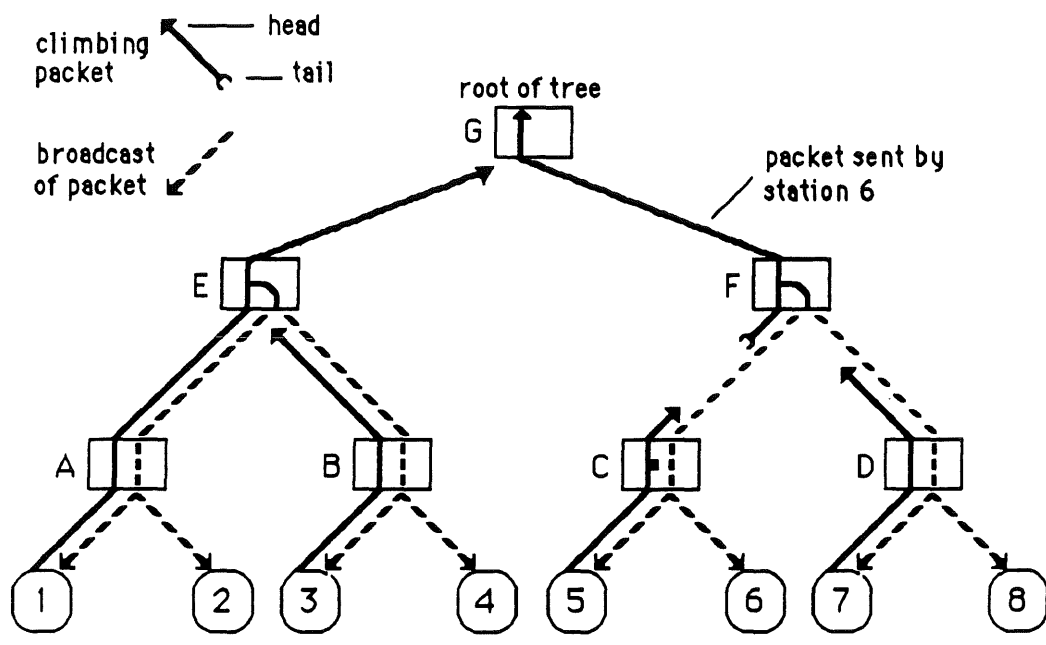 climbing
packet
head
tail
broadcast
of packet
root of tree
G
packet sent by
station 6
E
F
A
B
C
D
1
2
3
4
5
6
7
8